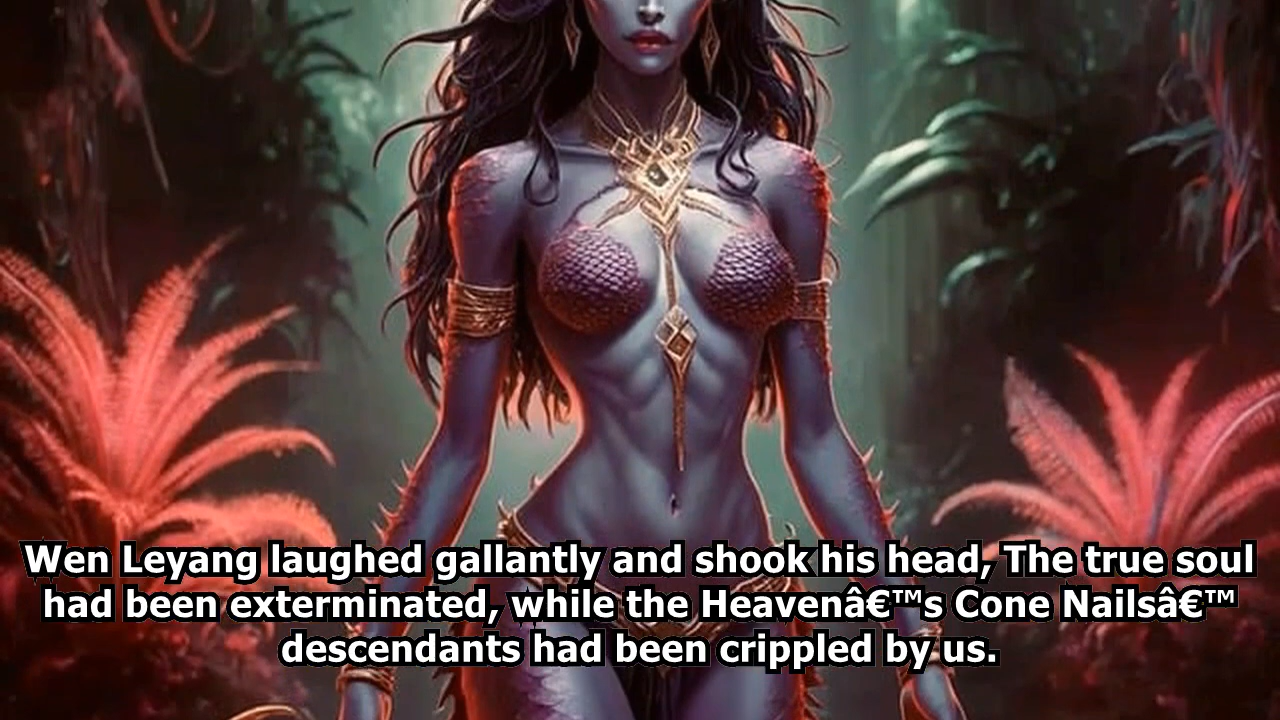 Wen Leyang laughed gallantly and shook his head, The true soul
had been exterminated, while the Heavenâ€™s Cone Nailsâ€™
descendants had been crippled by us.